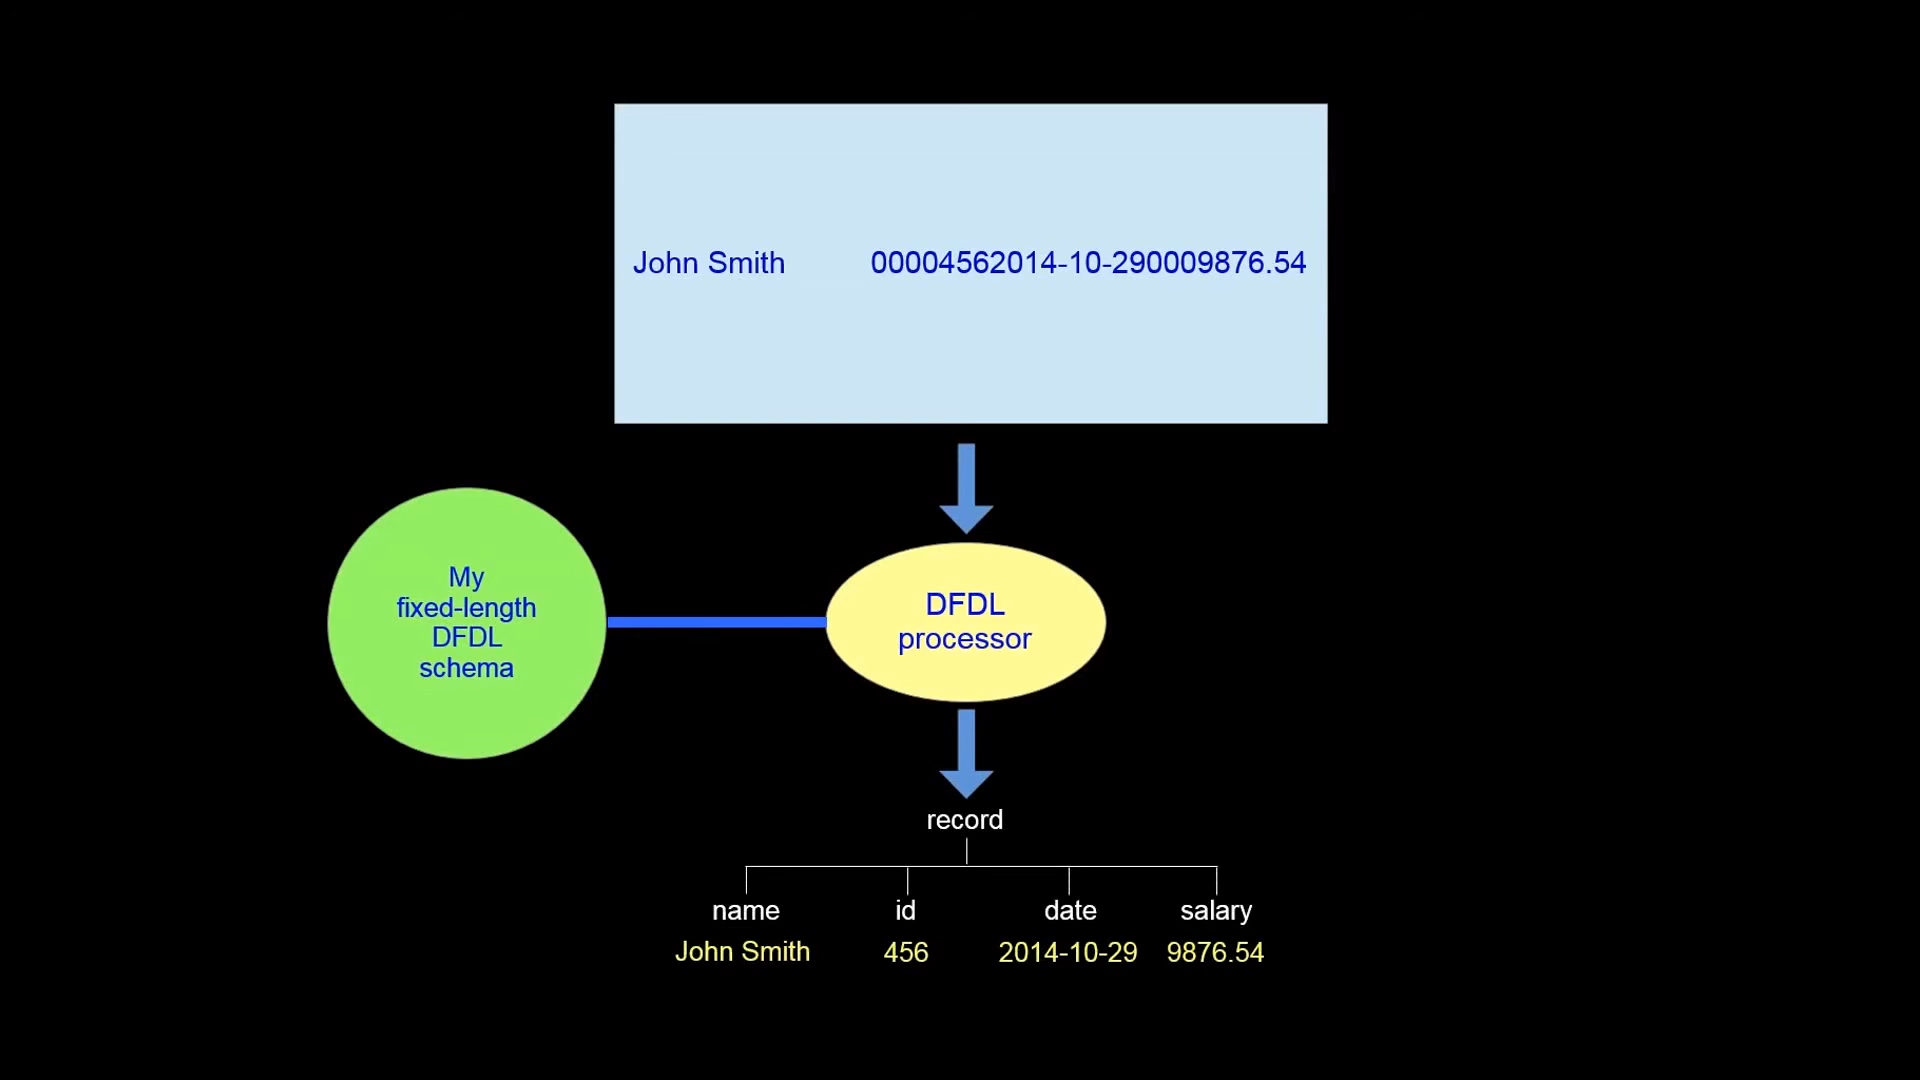 John Smith 00004562014-10-290009876.54
My
fixed-length
DFDL
schema
DFDL
processor
record
name id date salary
John Smith 456 2014-10-29 9876.54